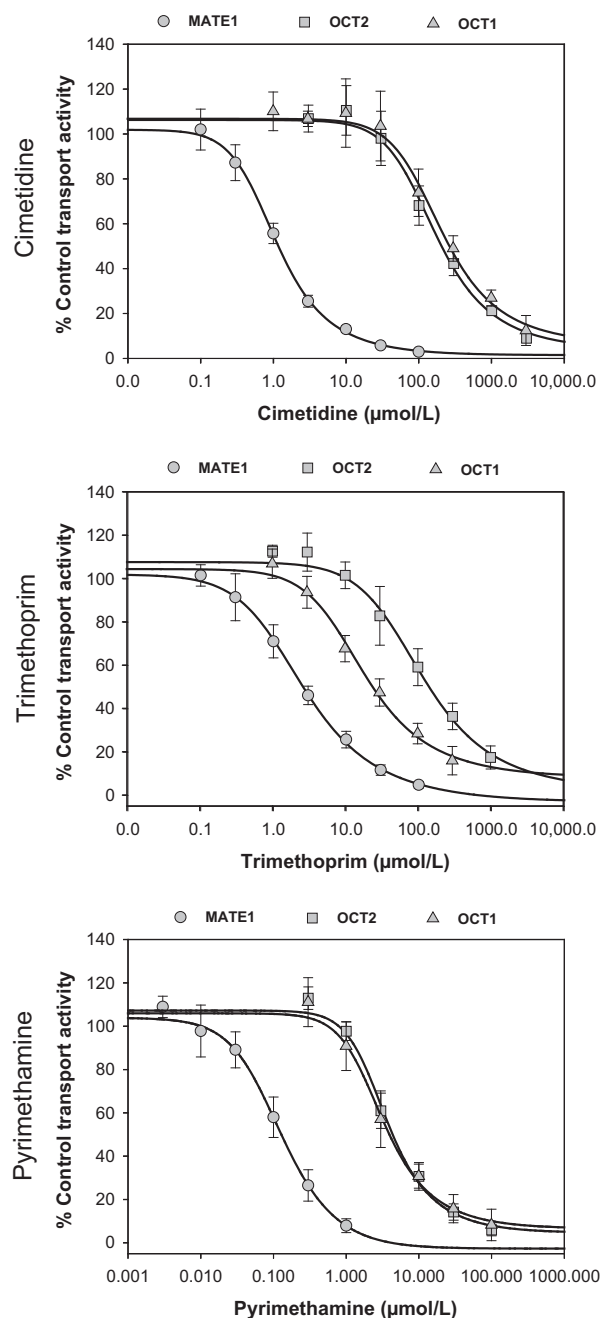 MATE1 OCT2 OCT1
140
120
100
80
60
40
20
0
% Control transport activity
Cimetidine
0.0 0.1 1.0 10.0 100.0 1000.0 10,000.0
Cimetidine (µmol/L)
MATE1 OCT2 OCT1
140
120
100
80
60
40
20
0
% Control transport activity
Trimethoprim
0.0 0.1 1.0 10.0 100.0 1000.0 10,000.0
Trimethoprim (µmol/L)
MATE1 OCT2 OCT1
140
120
100
80
60
40
20
0
% Control transport activity
Pyrimethamine
0.001 0.010 0.100 1.000 10.000 100.000 1000.000 10,000.000
Pyrimethamine (µmol/L)